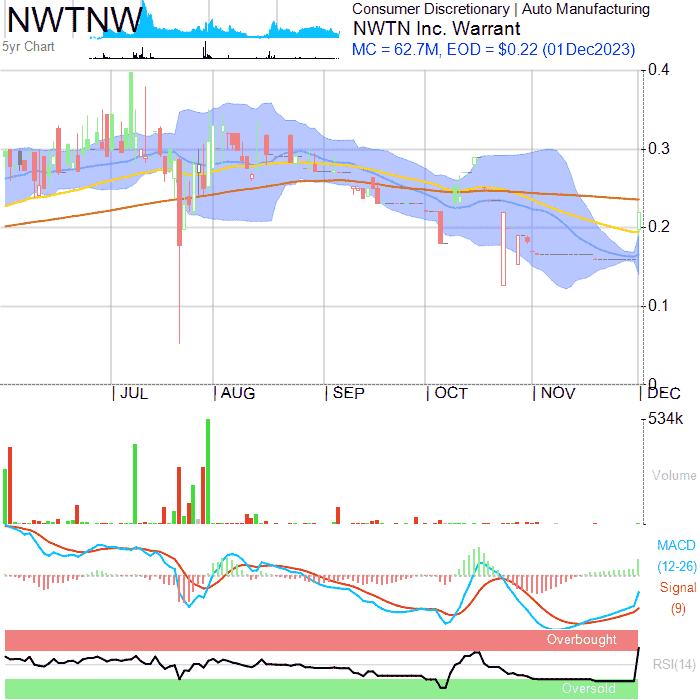 NWTNW
5yr Chart
Consumer Discretionary | Auto Manufacturing
NWTN Inc. Warrant
MC = 62.7M, EOD = $0.22 (01Dec2023)
0.4
0.3
0.2
0.1
0
| JUL | AUG | SEP | OCT | NOV | DEC
534k
Volume
MACD
(12-26)
Signal
(9)
Overbought
RSI(14)
Oversold